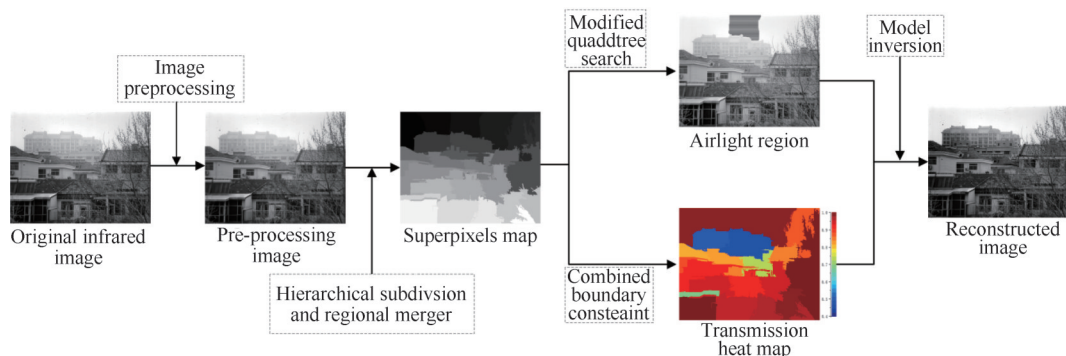 Image
preprocessing
Original infrared
image
Pre-processing
image
Hierarchical subdivsion
and regional merger
Superpixels map
Modified
quaddtree
search
Airlight region
Combined
boundary
consteaint
Transmission
heat map
Model
inversion
Reconstructed
image